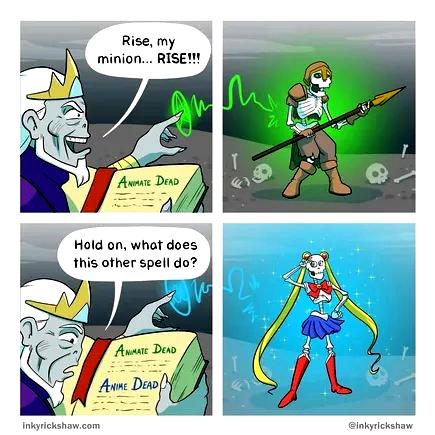 Rise, my
minion... RISE!!!
ANIMATE DEAD
Hold on, what does
this other spell do?
ANIMATE DEAD
ANIME DEAD
inkyrickshaw.com
@inkyrickshaw